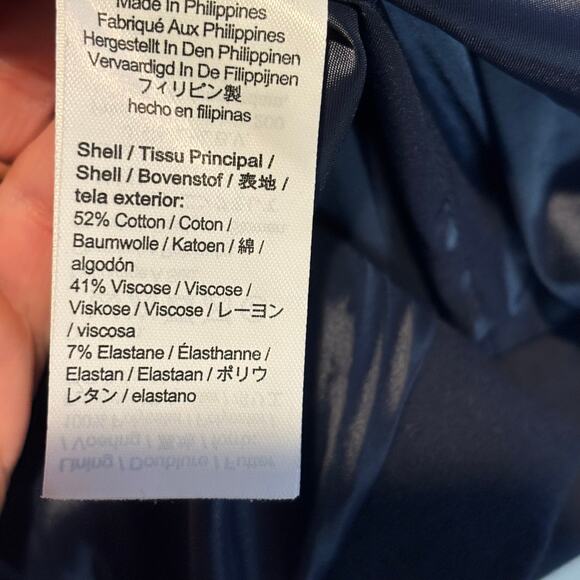 Made In Philippines
Fabriqué Aux Philippines
Hergestellt In Den Philippinen
Vervaardigd In De Filippijnen
フィリピン製
hecho en filipinas
Shell / Tissu Principal /
Shell / Bovenstof / 表地 /
tela exterior:
52% Cotton / Coton /
Baumwolle / Katoen / 綿 /
algodón
41% Viscose / Viscose /
Viskose / Viscose / レーヨン
/ viscosa
7% Elastane / Élasthanne /
Elastan / Elastaan / ポリウ
レタン / elastano